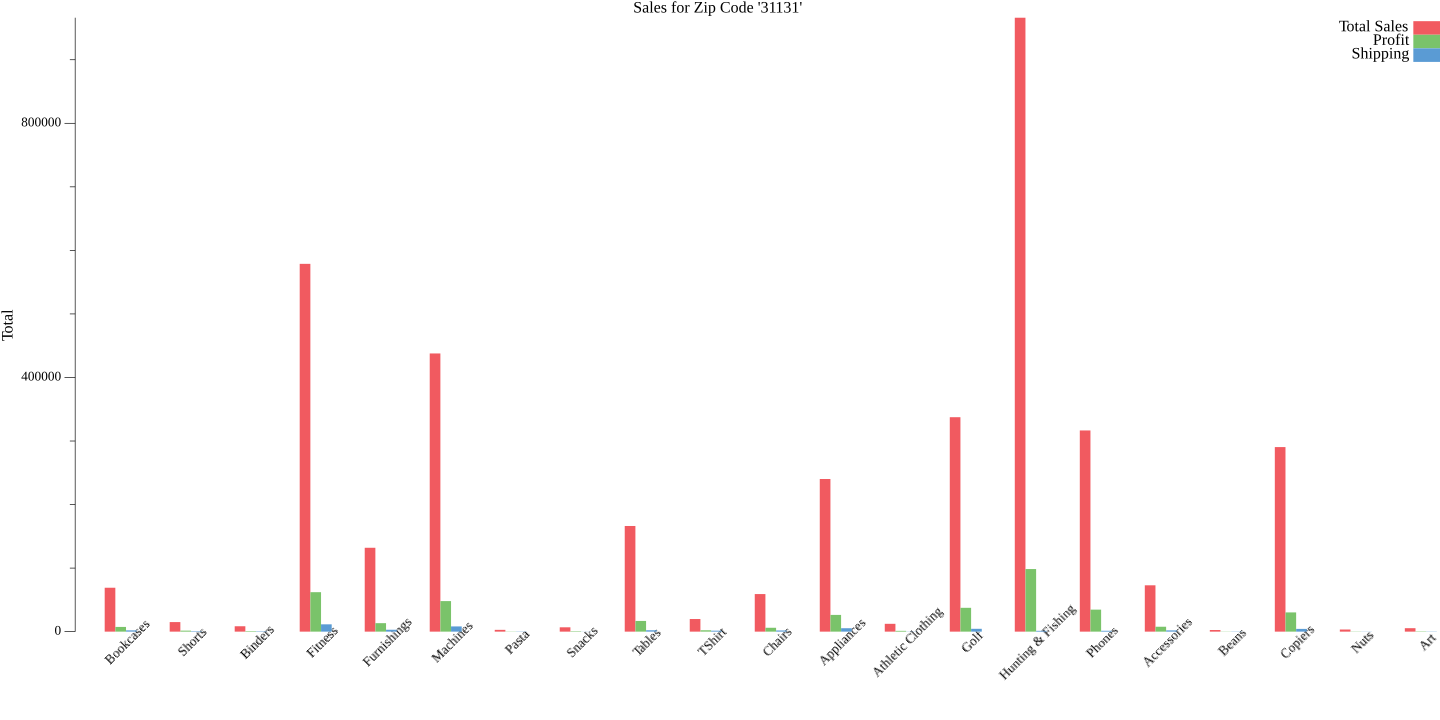 Sales for Zip Code '31131'
Total Sales
Profit
Shipping
Total
800000
400000
0
Bookcases
Shorts
Binders
Fitness
Furnishings
Machines
Pasta
Snacks
Tables
TShirt
Chairs
Appliances
Athletic Clothing
Golf
Hunting & Fishing
Phones
Accessories
Beans
Copiers
Nuts
Art